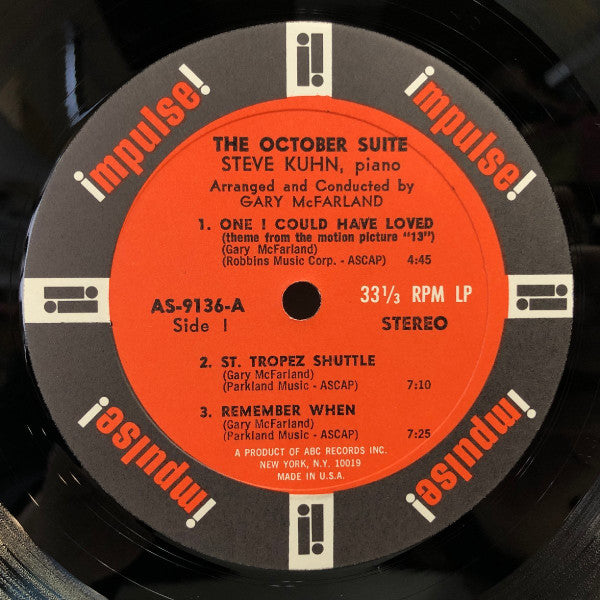 impulse!
impulse!
THE OCTOBER SUITE
STEVE KUHN, piano
Arranged and Conducted by
GARY McFARLAND
1. ONE I COULD HAVE LOVED
(theme from the motion picture "13")
(Gary McFarland)
(Robbins Music Corp. - ASCAP) 4:45
AS-9136-A 33⅓ RPM LP
Side 1 STEREO
2. ST. TROPEZ SHUTTLE
(Gary McFarland)
(Parkland Music - ASCAP) 7:10
3. REMEMBER WHEN
(Gary McFarland)
(Parkland Music - ASCAP) 7:25
A PRODUCT OF ABC RECORDS INC.
NEW YORK, N.Y. 10019
MADE IN U.S.A.
impulse!
impulse!